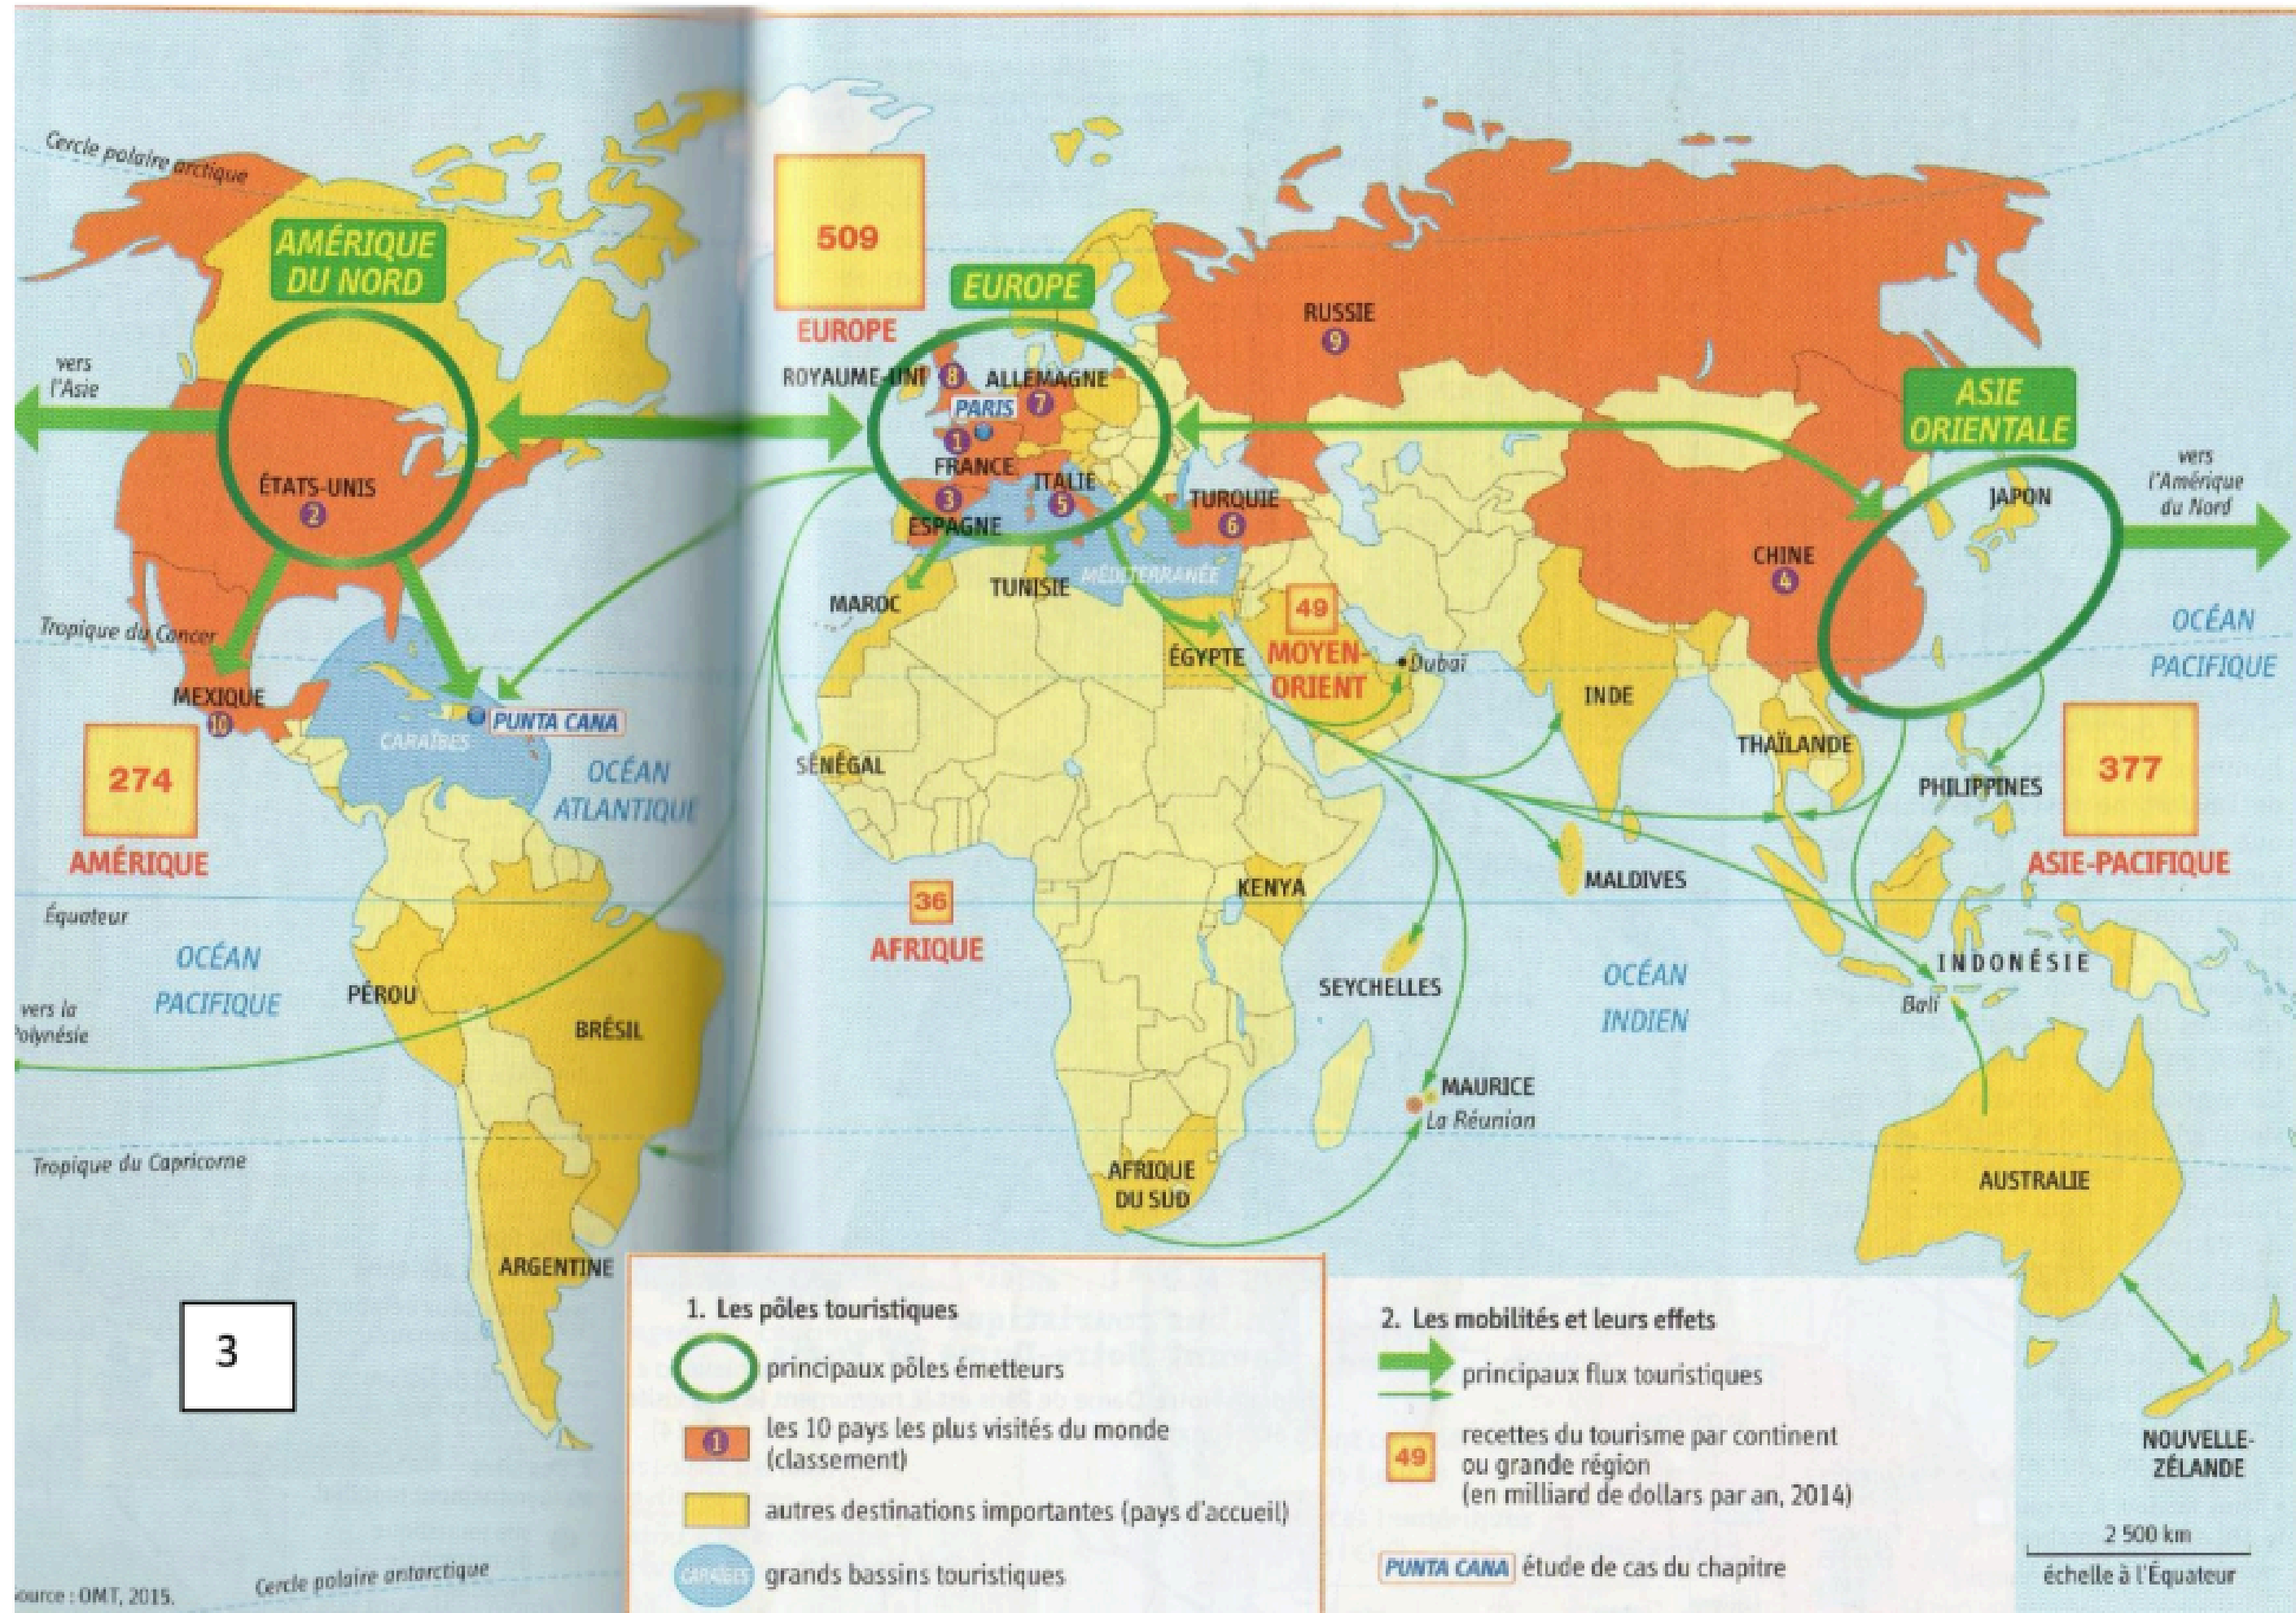 Cercle polaire arctique
AMÉRIQUE
DU NORD
509
EUROPE
EUROPE
RUSSIE
9
vers
l'Asie
ROYAUME-UNI
8
ALLEMAGNE
7
PARIS
1
FRANCE
ASIE
ORIENTALE
vers
l'Amérique
du Nord
ÉTATS-UNIS
2
3
ESPAGNE
ITALIE
5
TURQUIE
6
JAPON
CHINE
4
MAROC
TUNISIE
MÉDITERRANÉE
Tropique du Cancer
ÉGYPTE
49
MOYEN-
ORIENT
Dubaï
INDE
OCÉAN
PACIFIQUE
MEXIQUE
10
PUNTA CANA
CARAÏBES
274
AMÉRIQUE
OCÉAN
ATLANTIQUE
SÉNÉGAL
THAÏLANDE
PHILIPPINES
377
ASIE-PACIFIQUE
36
AFRIQUE
KENYA
MALDIVES
Équateur
OCÉAN
PACIFIQUE
PÉROU
BRÉSIL
SEYCHELLES
OCÉAN
INDIEN
INDONÉSIE
Bali
vers la
Polynésie
MAURICE
La Réunion
Tropique du Capricorne
AFRIQUE
DU SUD
AUSTRALIE
ARGENTINE
NOUVELLE-
ZÉLANDE
3
1. Les pôles touristiques
principaux pôles émetteurs
1
les 10 pays les plus visités du monde
(classement)
autres destinations importantes (pays d'accueil)
CARAÏBES
grands bassins touristiques
2. Les mobilités et leurs effets
principaux flux touristiques
49
recettes du tourisme par continent
ou grande région
(en milliard de dollars par an, 2014)
PUNTA CANA étude de cas du chapitre
2 500 km
échelle à l'Équateur
Cercle polaire antarctique
ource : OMT, 2015.